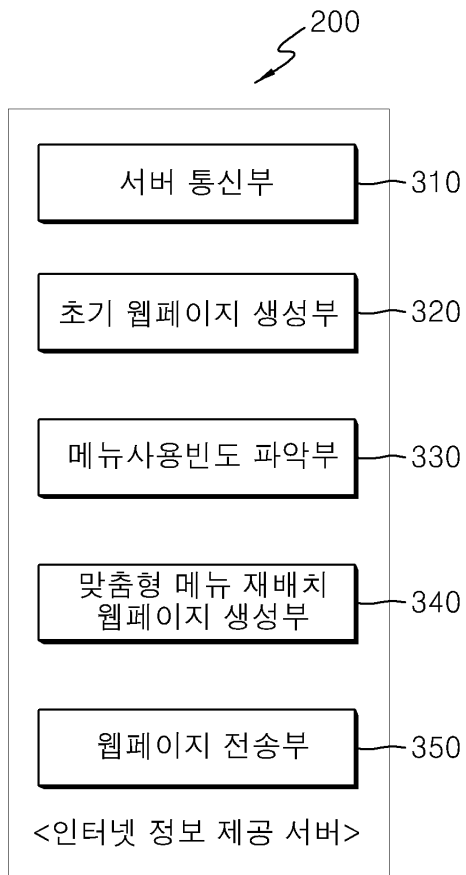 200
서버 통신부
310
초기 웹페이지 생성부
320
메뉴사용빈도 파악부
330
맞춤형 메뉴 재배치
웹페이지 생성부
340
웹페이지 전송부
350
<인터넷 정보 제공 서버>